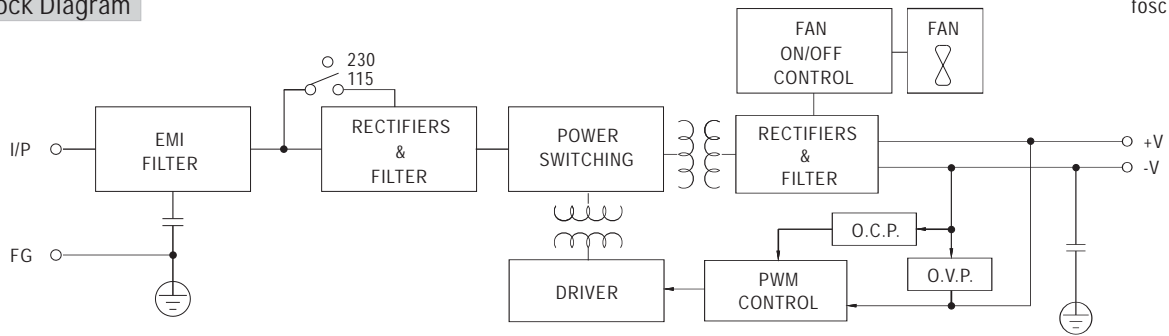 ock Diagram
fosc
FAN
ON/OFF
CONTROL
FAN
230
115
I/P
EMI
FILTER
RECTIFIERS
&
FILTER
POWER
SWITCHING
RECTIFIERS
&
FILTER
+V
-V
FG
O.C.P.
O.V.P.
DRIVER
PWM
CONTROL